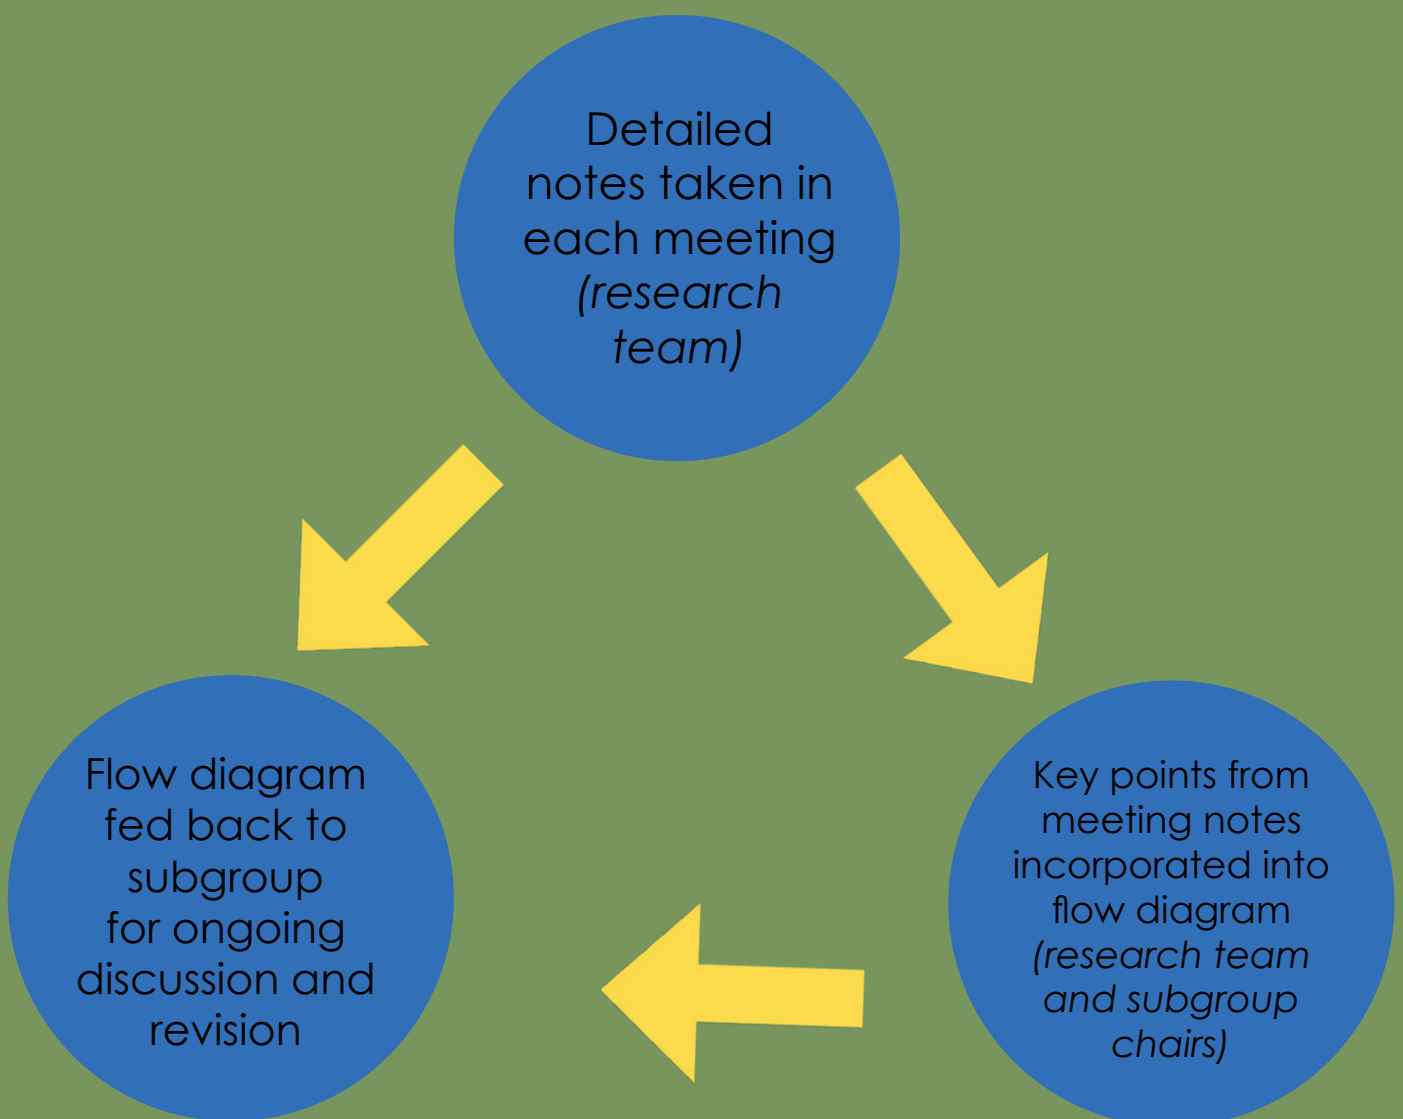 Detailed
notes taken in
each meeting
(research
team)
Key points from
meeting notes
incorporated into
flow diagram
(research team
and subgroup
chairs)
Flow diagram
fed back to
subgroup
for ongoing
discussion and
revision